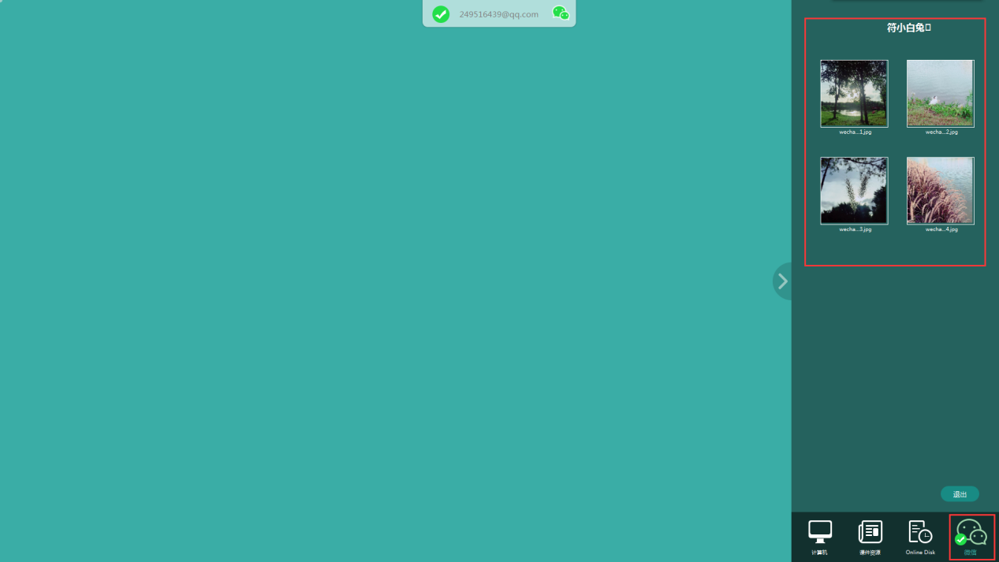 249516439@qq.com
符小白兔
wecha...1.jpg
wecha...2.jpg
wecha...3.jpg
wecha...4.jpg
退出
计算机
课件资源
Online Disk
微信